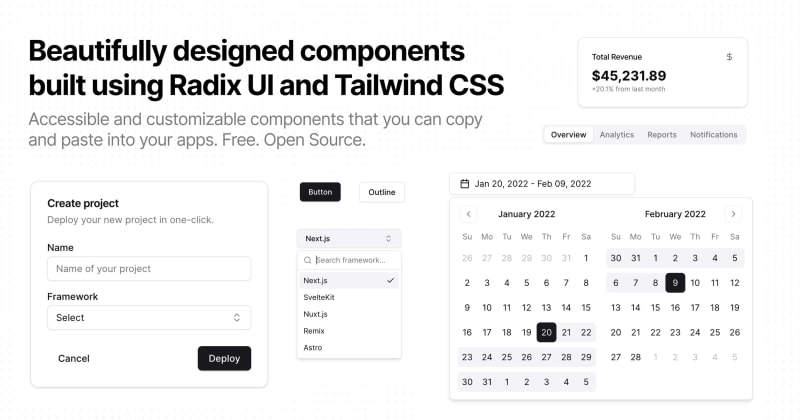 Beautifully designed components
built using Radix UI and Tailwind CSS
Accessible and customizable components that you can copy
and paste into your apps. Free. Open Source.
Total Revenue $
$45,231.89
+20.1% from last month
Overview Analytics Reports Notifications
Create project
Deploy your new project in one-click.
Name
Name of your project
Framework
Select
Cancel Deploy
Button Outline
Next.js
Search framework...
Next.js
SvelteKit
Nuxt.js
Remix
Astro
Jan 20, 2022 - Feb 09, 2022
January 2022
Su Mo Tu We Th Fr Sa
26 27 28 29 30 31 1
2 3 4 5 6 7 8
9 10 11 12 13 14 15
16 17 18 19 20 21 22
23 24 25 26 27 28 29
30 31 1 2 3 4 5
February 2022
Su Mo Tu We Th Fr Sa
30 31 1 2 3 4 5
6 7 8 9 10 11 12
13 14 15 16 17 18 19
20 21 22 23 24 25 26
27 28 1 2 3 4 5